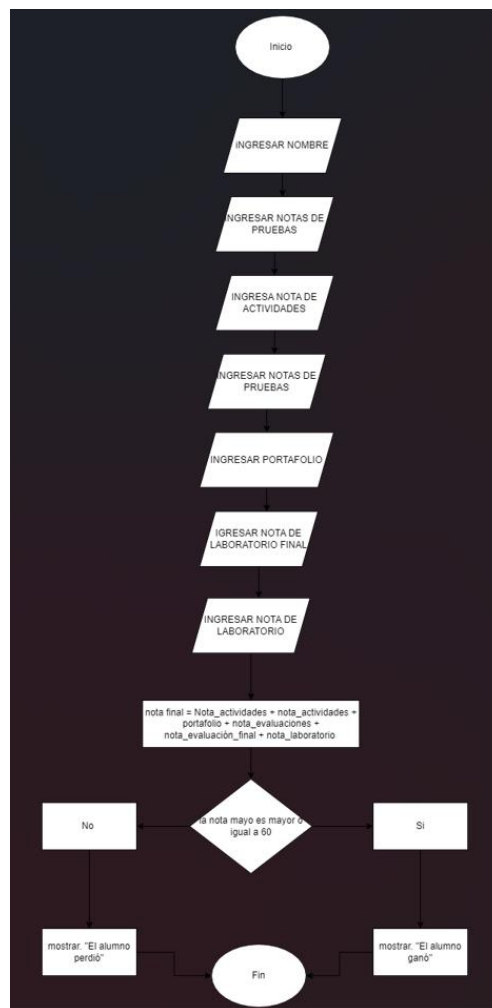 Inicio
iNGRESAR NOMBRE
INGRESAR NOTAS DE
PRUEBAS
INGRESA NOTA DE
ACTIVIDADES
INGRESAR NOTAS DE
PRUEBAS
INGRESAR PORTAFOLIO
IGRESAR NOTA DE
LABORATORIO FINAL
INGRESAR NOTA DE
LABORATORIO
nota final = Nota_actividades + nota_actividades +
portafolio + nota_evaluaciones +
nota_evaluación_final + nota_laboratorio
la nota mayo es mayor o
igual a 60
No
Si
mostrar. "El alumno
perdió"
mostrar. "El alumno
ganó"
Fin